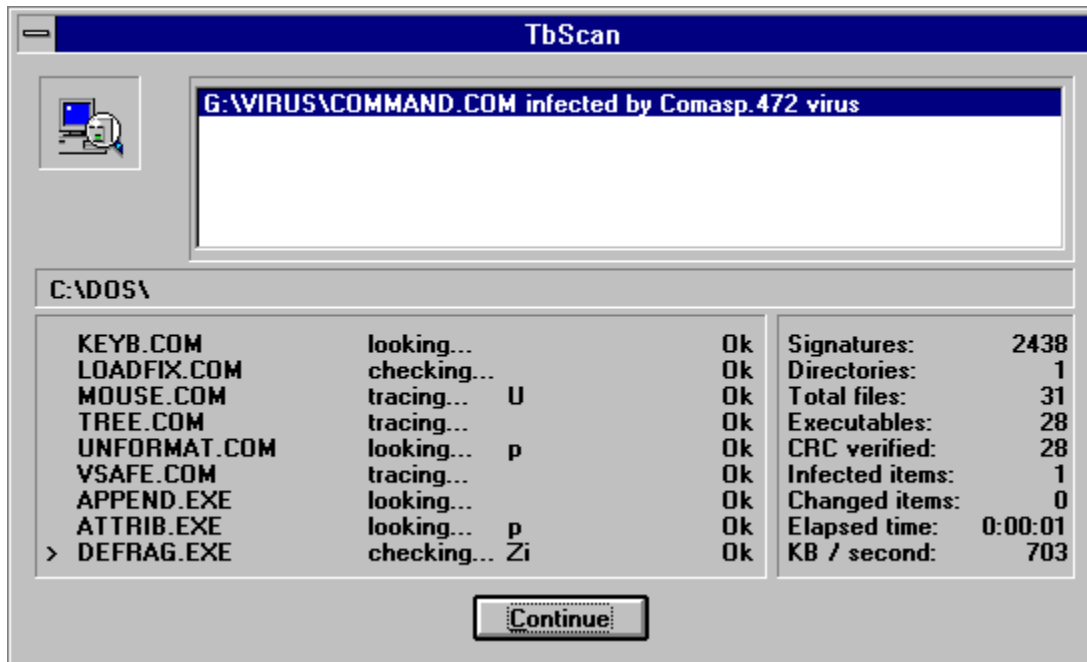 TbScan
G:\VIRUS\COMMAND.COM infected by Comasp.472 virus
C:\DOS\
KEYB.COM looking... Ok
LOADFIX.COM checking... Ok
MOUSE.COM tracing... U Ok
TREE.COM tracing... Ok
UNFORMAT.COM looking... p Ok
VSAFE.COM tracing... Ok
APPEND.EXE looking... Ok
ATTRIB.EXE looking... p Ok
> DEFRAG.EXE checking... Zi Ok
Signatures: 2438
Directories: 1
Total files: 31
Executables: 28
CRC verified: 28
Infected items: 1
Changed items: 0
Elapsed time: 0:00:01
KB / second: 703
Continue